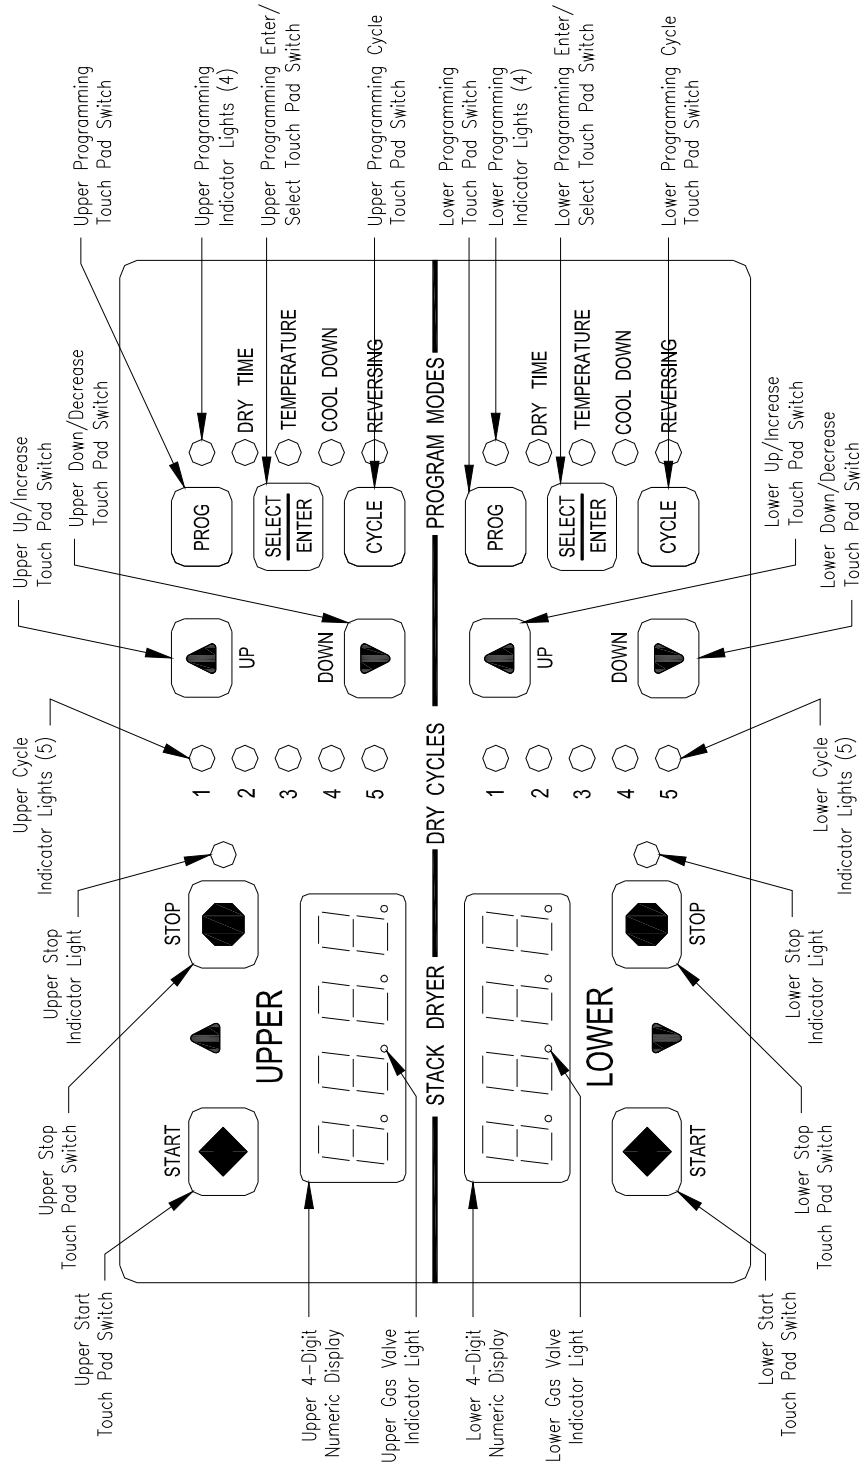 Upper Start
Touch Pad Switch
Upper Stop
Touch Pad Switch
Upper Stop
Indicator Light
Upper Cycle
Indicator Lights (5)
Upper Up/Increase
Touch Pad Switch
Upper Down/Decrease
Touch Pad Switch
Upper Programming
Touch Pad Switch
Upper Programming
Indicator Lights (4)
Upper Programming Enter/
Select Touch Pad Switch
Upper Programming Cycle
Touch Pad Switch
Lower Programming
Touch Pad Switch
Lower Programming
Indicator Lights (4)
Lower Programming Enter/
Select Touch Pad Switch
Lower Programming Cycle
Touch Pad Switch
Upper 4-Digit
Numeric Display
Upper Gas Valve
Indicator Light
Lower 4-Digit
Numeric Display
Lower Gas Valve
Indicator Light
START
STOP
UPPER
1
2
3
4
5
UP
DOWN
PROG
SELECT
ENTER
CYCLE
DRY TIME
TEMPERATURE
COOL DOWN
REVERSING
STACK DRYER
DRY CYCLES
PROGRAM MODES
LOWER
START
STOP
1
2
3
4
5
UP
DOWN
PROG
SELECT
ENTER
CYCLE
DRY TIME
TEMPERATURE
COOL DOWN
REVERSING
Lower Start
Touch Pad Switch
Lower Stop
Touch Pad Switch
Lower Stop
Indicator Light
Lower Cycle
Indicator Lights (5)
Lower Up/Increase
Touch Pad Switch
Lower Down/Decrease
Touch Pad Switch